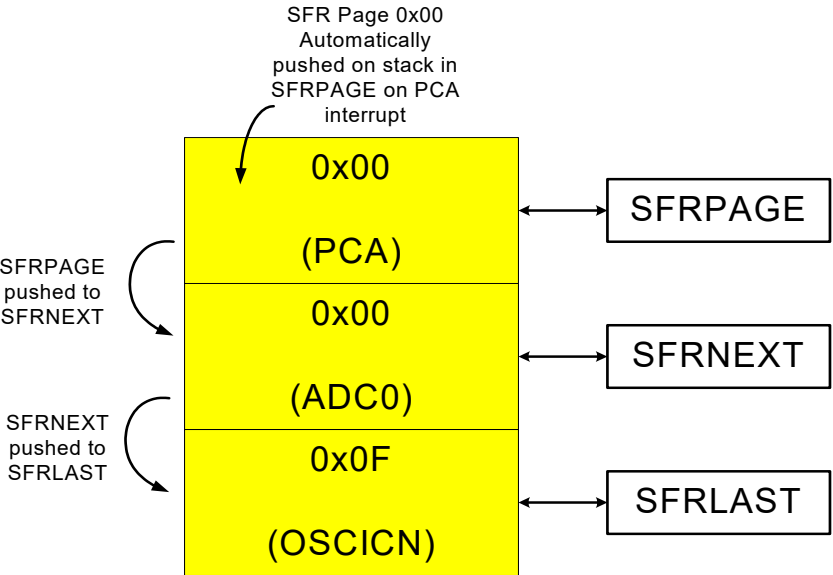 SFR Page 0x00
Automatically
pushed on stack in
SFRPAGE on PCA
interrupt
0x00
(PCA)
SFRPAGE
SFRPAGE
pushed to
SFRNEXT
0x00
(ADC0)
SFRNEXT
SFRNEXT
pushed to
SFRLAST
0x0F
(OSCICN)
SFRLAST